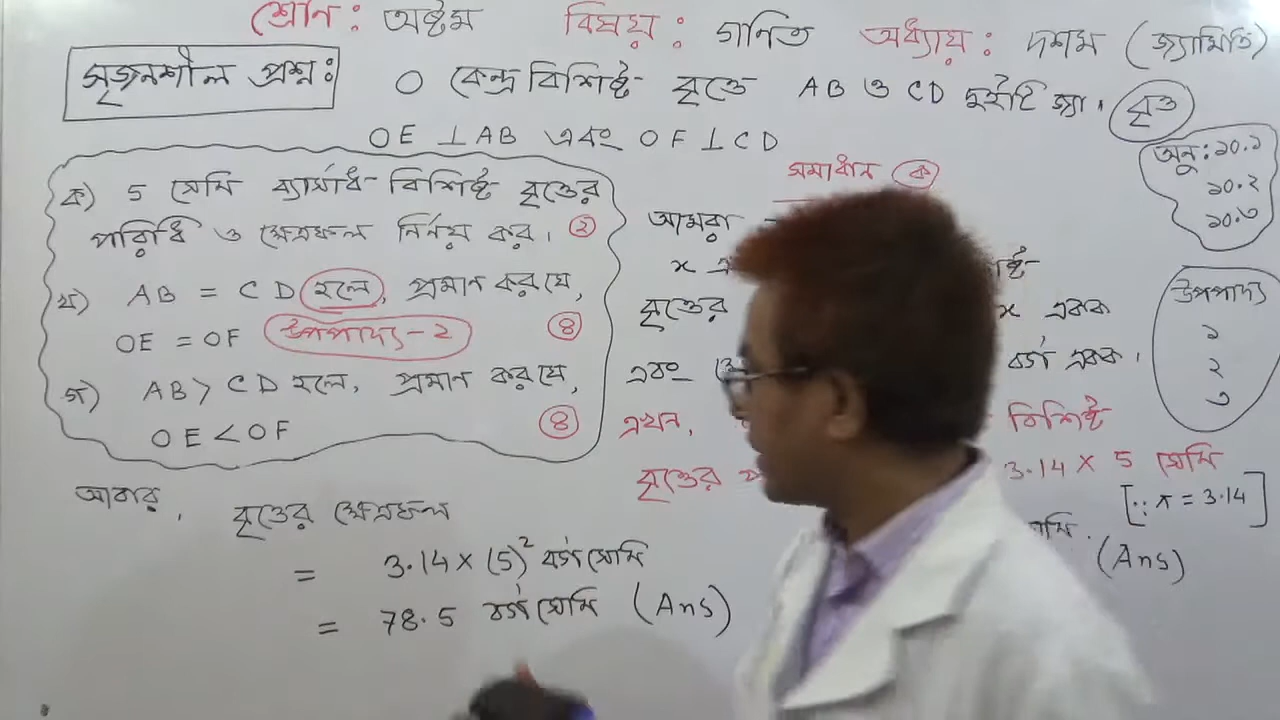 শ্রেণি: অষ্টম বিষয়: গণিত অধ্যায়: দশম (জ্যামিতি)
সৃজনশীল প্রশ্ন: O কেন্দ্র বিশিষ্ট বৃত্তে AB ও CD দুইটি জ্যা। বৃত্ত
OE ⊥ AB এবং OF ⊥ CD
ক) 5 সেমি ব্যাসার্ধ বিশিষ্ট বৃত্তের
পরিধি ও ক্ষেত্রফল নির্ণয় কর। ২
খ) AB = CD হলে, প্রমাণ কর যে,
OE = OF উপপাদ্য-২ ৪
গ) AB > CD হলে, প্রমাণ কর যে,
OE < OF ৪
আবার, বৃত্তের ক্ষেত্রফল
= 3.14 × (5)² বর্গ সেমি
= 78.5 বর্গ সেমি (Ans)
সমাধান ক
আমরা
x
বৃত্তের x একক
এবং বর্গ একক।
এখন, বিশিষ্ট
বৃত্তের 3.14 × 5 সেমি
[∵ π = 3.14]
(Ans)
অনু: ১০.১
১০.২
১০.৩
উপপাদ্য
১
২
৩